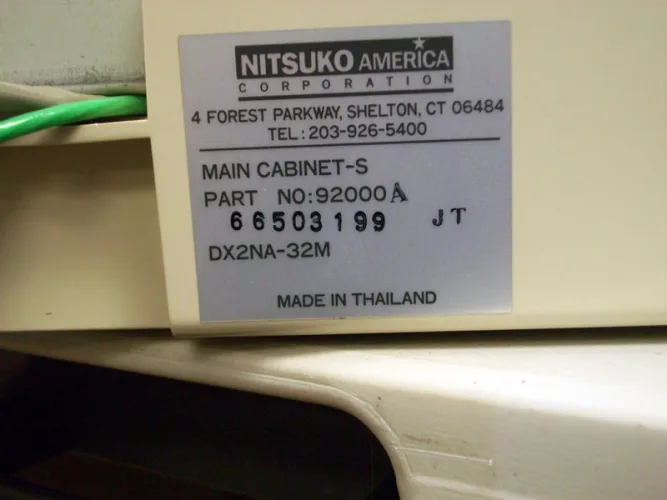 NITSUKO AMERICA
CORPORATION
4 FOREST PARKWAY, SHELTON, CT 06484
TEL: 203-926-5400
MAIN CABINET-S
PART NO:92000A
66503199 JT
DX2NA-32M
MADE IN THAILAND